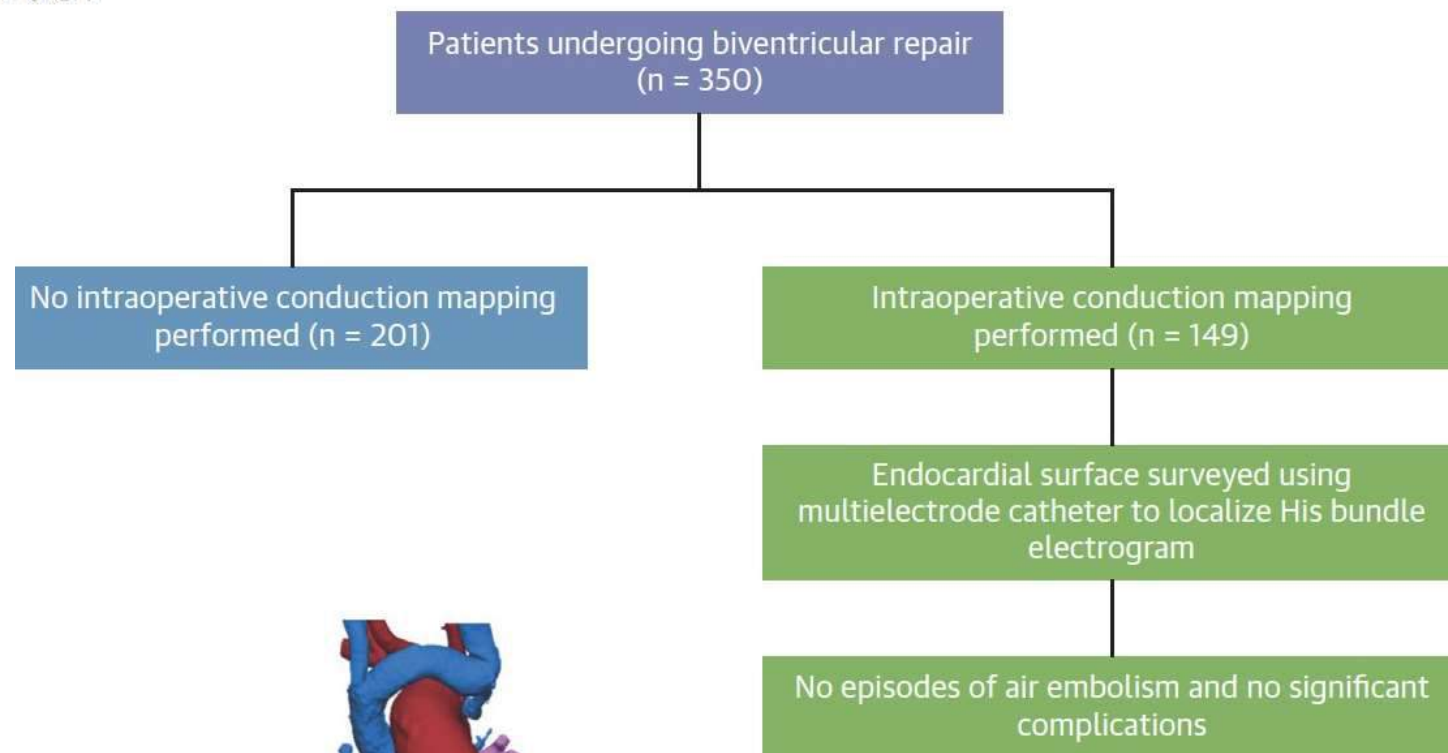 Patients undergoing biventricular repair
(n = 350)
No intraoperative conduction mapping
performed (n = 201)
Intraoperative conduction mapping
performed (n = 149)
Endocardial surface surveyed using
multielectrode catheter to localize His bundle
electrogram
No episodes of air embolism and no significant
complications